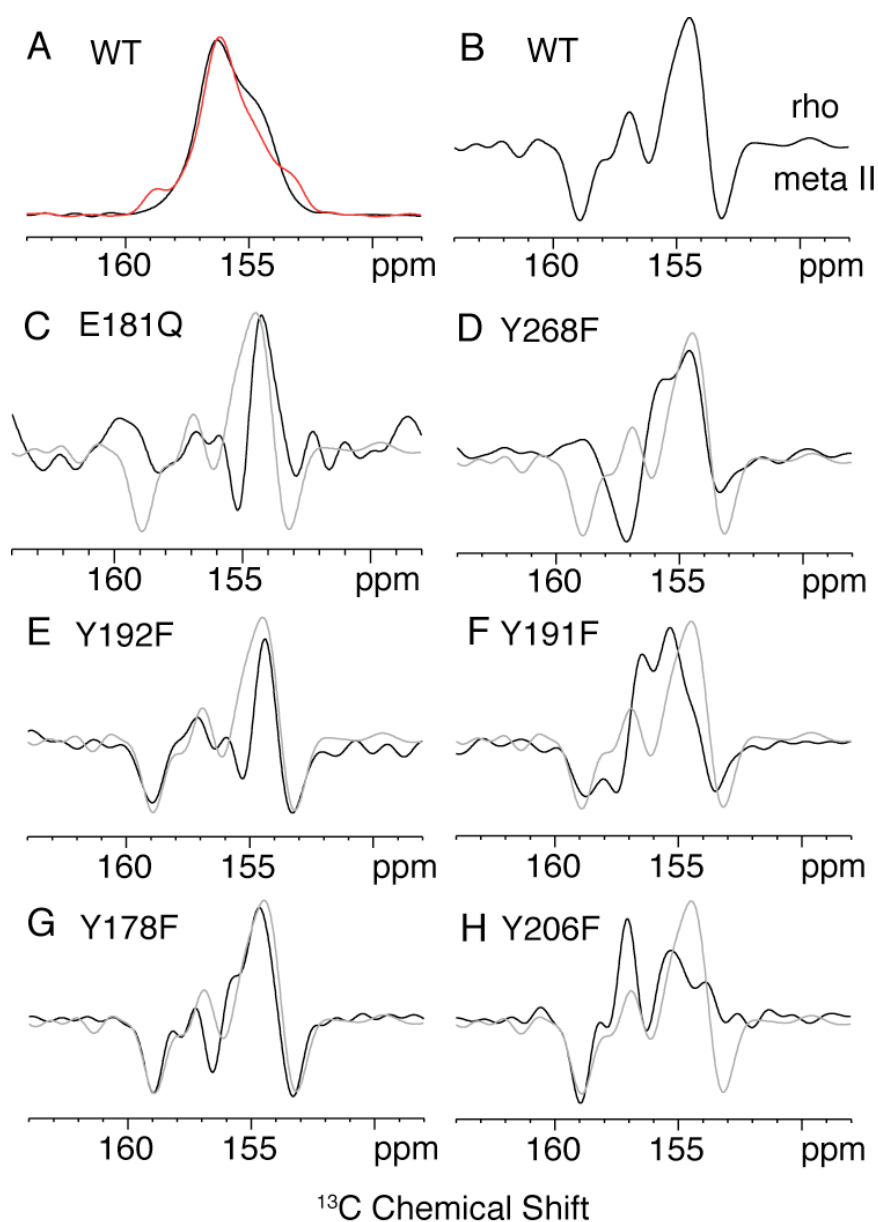 A WT
B WT
rho
meta II
160 155 ppm
160 155 ppm
C E181Q
D Y268F
160 155 ppm
160 155 ppm
E Y192F
F Y191F
160 155 ppm
160 155 ppm
G Y178F
H Y206F
160 155 ppm
160 155 ppm
¹³C Chemical Shift